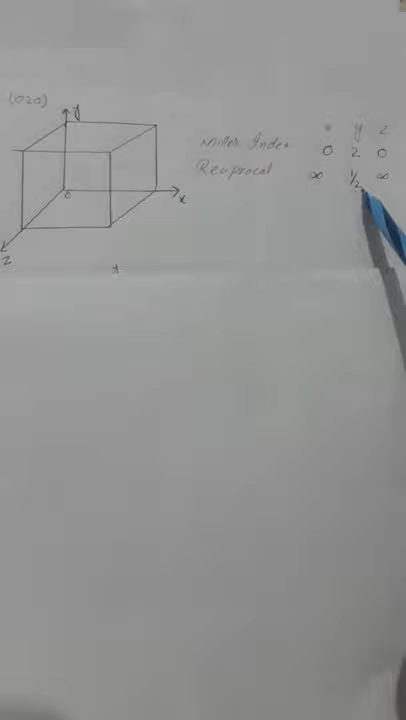 (020)
y
o
x
z
x y z
Miller Index 0 2 0
Reciprocal ∞ 1/2 ∞